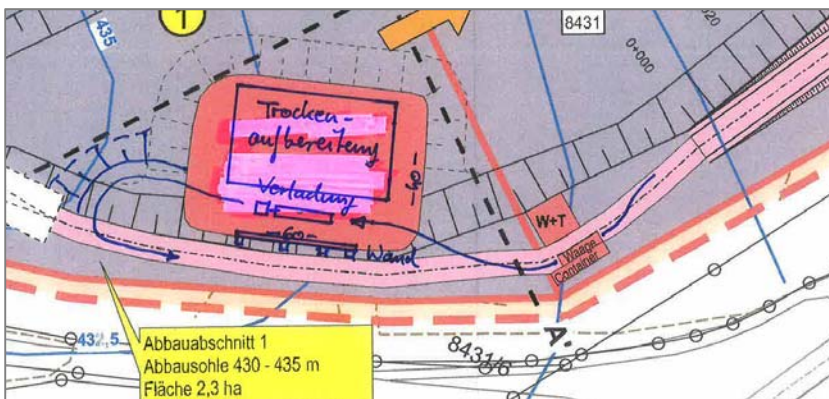 1
435
8431
0+000
Trocken-
aufbereitung
Verladung
-40-
-60-
Wand
W+T
Waage
Container
A'
8431/6
432,5
Abbauabschnitt 1
Abbausohle 430 - 435 m
Fläche 2,3 ha